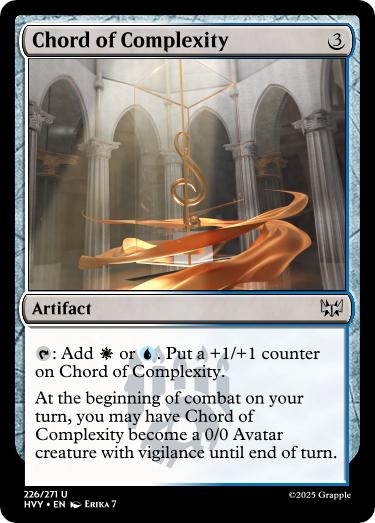 Chord of Complexity 3
Artifact
: Add or . Put a +1/+1 counter
on Chord of Complexity.
At the beginning of combat on your
turn, you may have Chord of
Complexity become a 0/0 Avatar
creature with vigilance until end of turn.
226/271 U
HVY • EN Erika 7
©2025 Grapple